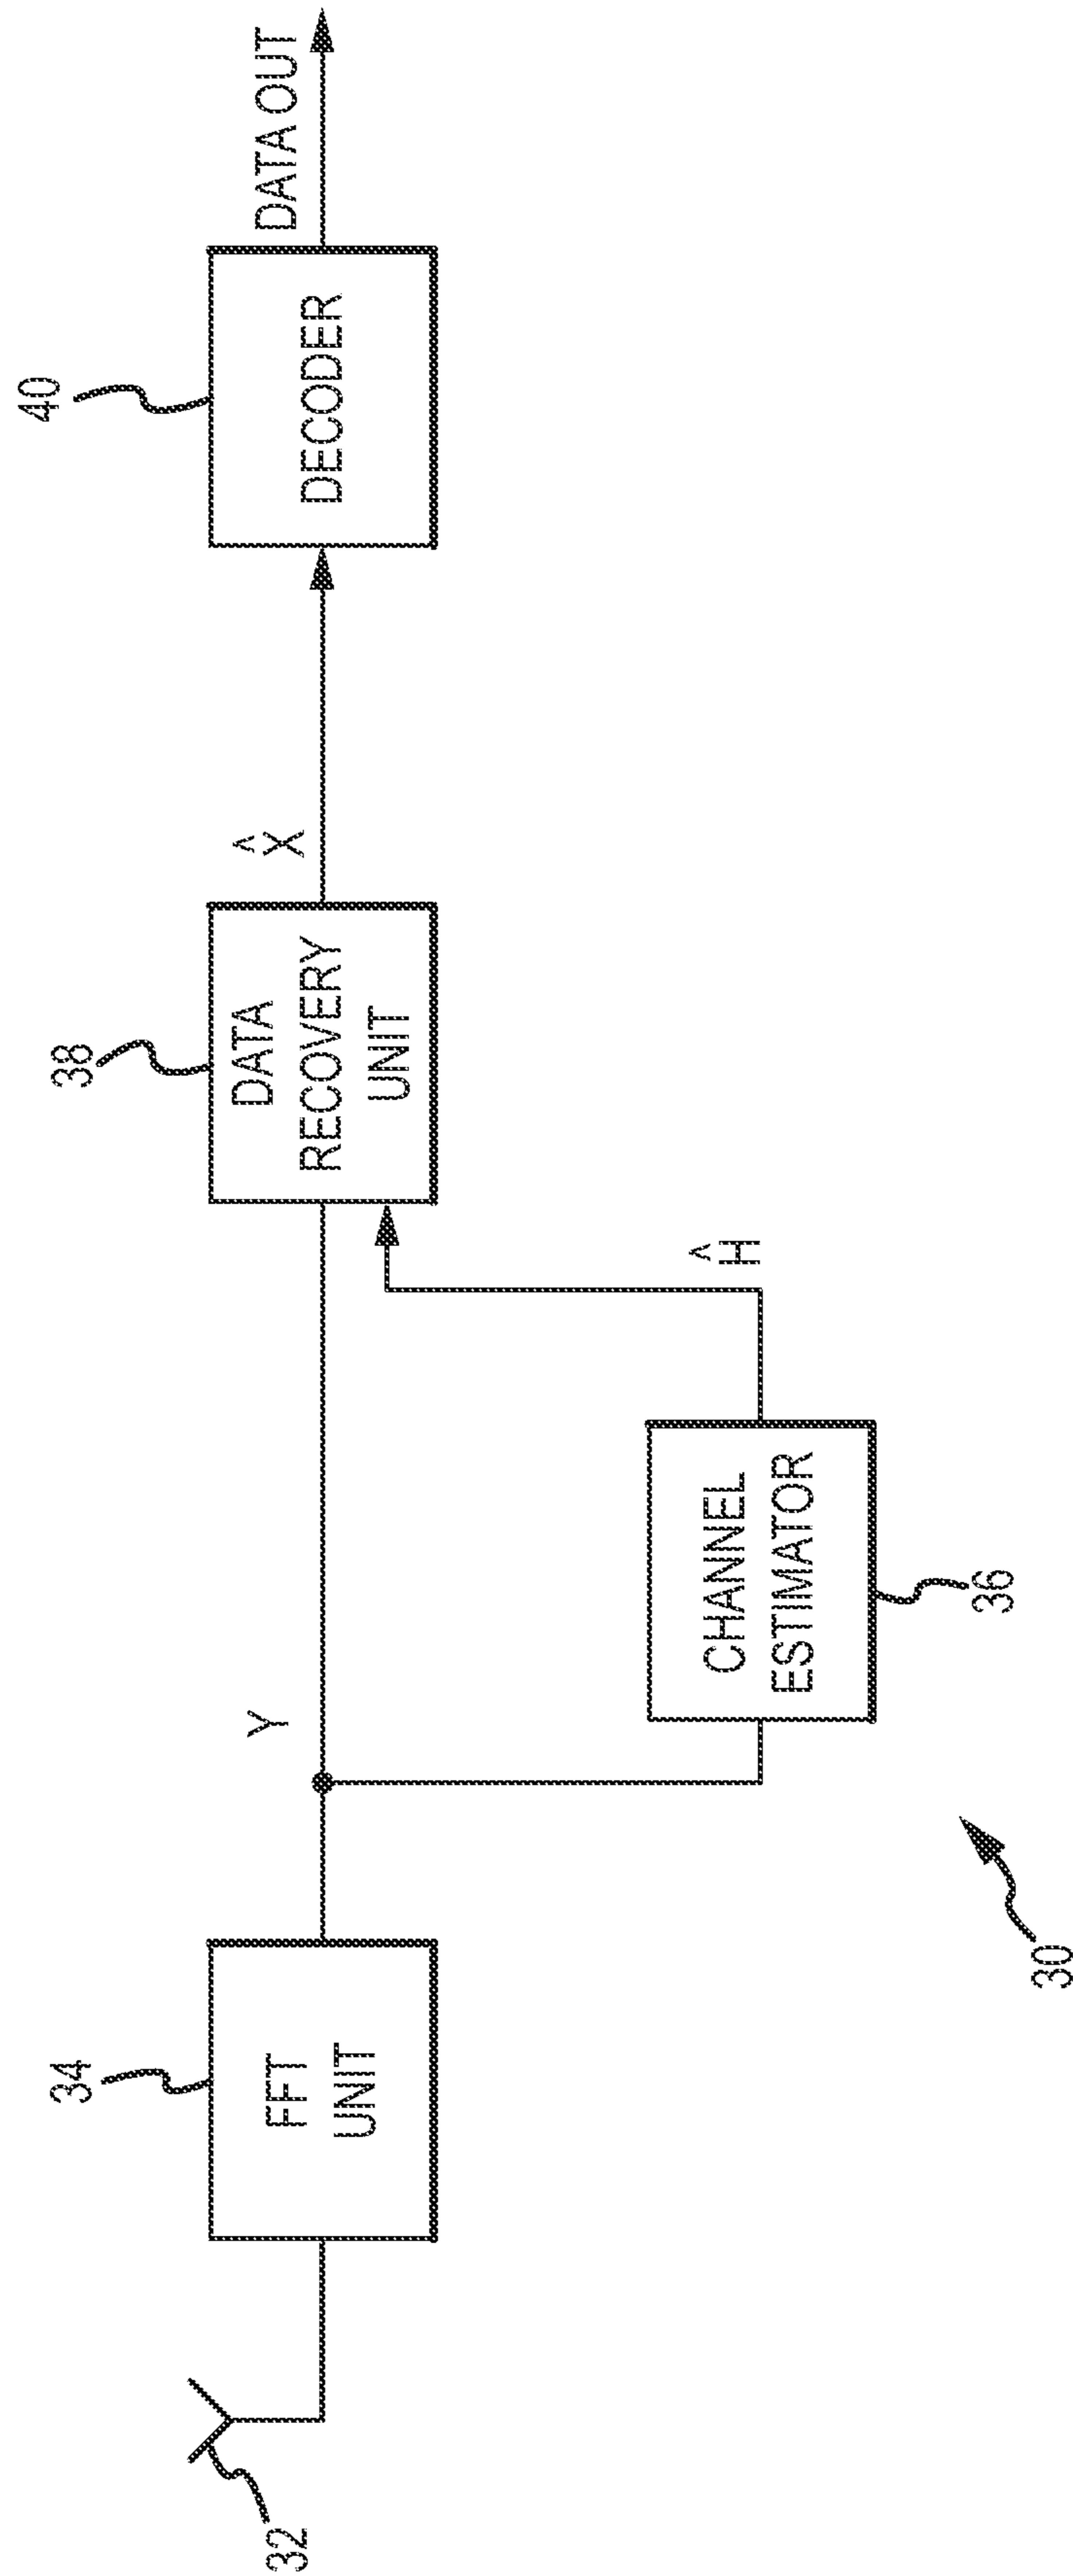 32
34
FFT
UNIT
Y
30
CHANNEL
ESTIMATOR
36
Ĥ
38
DATA
RECOVERY
UNIT
X̂
40
DECODER
DATA OUT